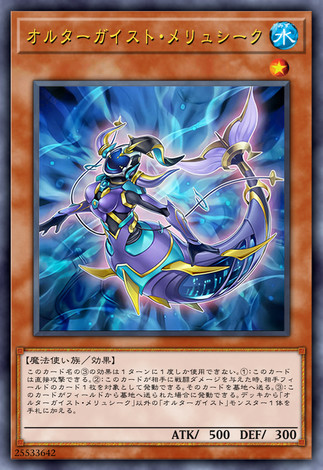 オルターガイスト・メリュシーク
水
【魔法使い族／効果】
このカード名の③の効果は１ターンに１度しか使用できない。①：このカード
は直接攻撃できる。②：このカードが相手に戦闘ダメージを与えた時、相手フィ
ールドのカード１枚を対象として発動できる。そのカードを墓地へ送る。③：こ
のカードがフィールドから墓地へ送られた場合に発動できる。デッキから「オ
ルターガイスト・メリュシーク」以外の「オルターガイスト」モンスター１体を
手札に加える。
ATK/ 500 DEF/ 300
25533642